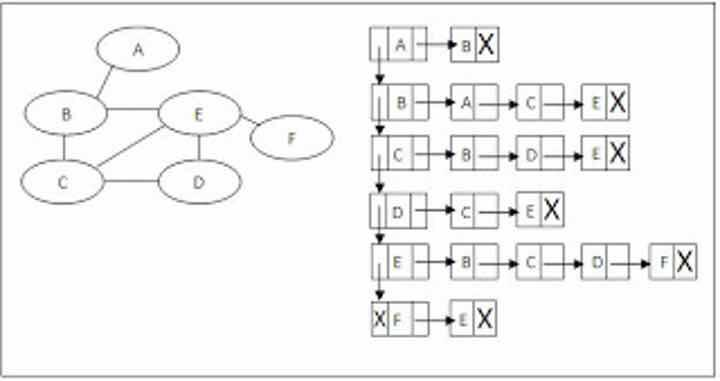 A
B
E
F
C
D
A B X
B A C E X
C B D E X
D C E X
E B C D F X
X F E X